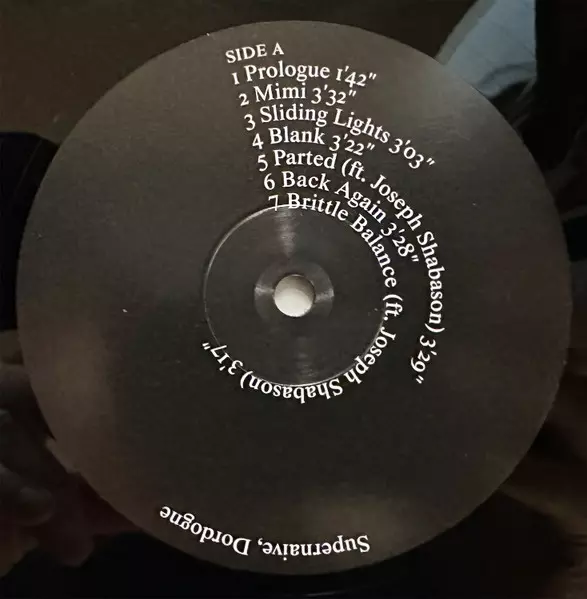 SIDE A
1 Prologue 1'42"
2 Mimi 3'32"
3 Sliding Lights 3'03"
4 Blank 3'22"
5 Parted (ft. Joseph Shabason) 3'29"
6 Back Again 3'28"
7 Brittle Balance (ft. Joseph Shabason) 3'17"
Supernaive, Dordogne